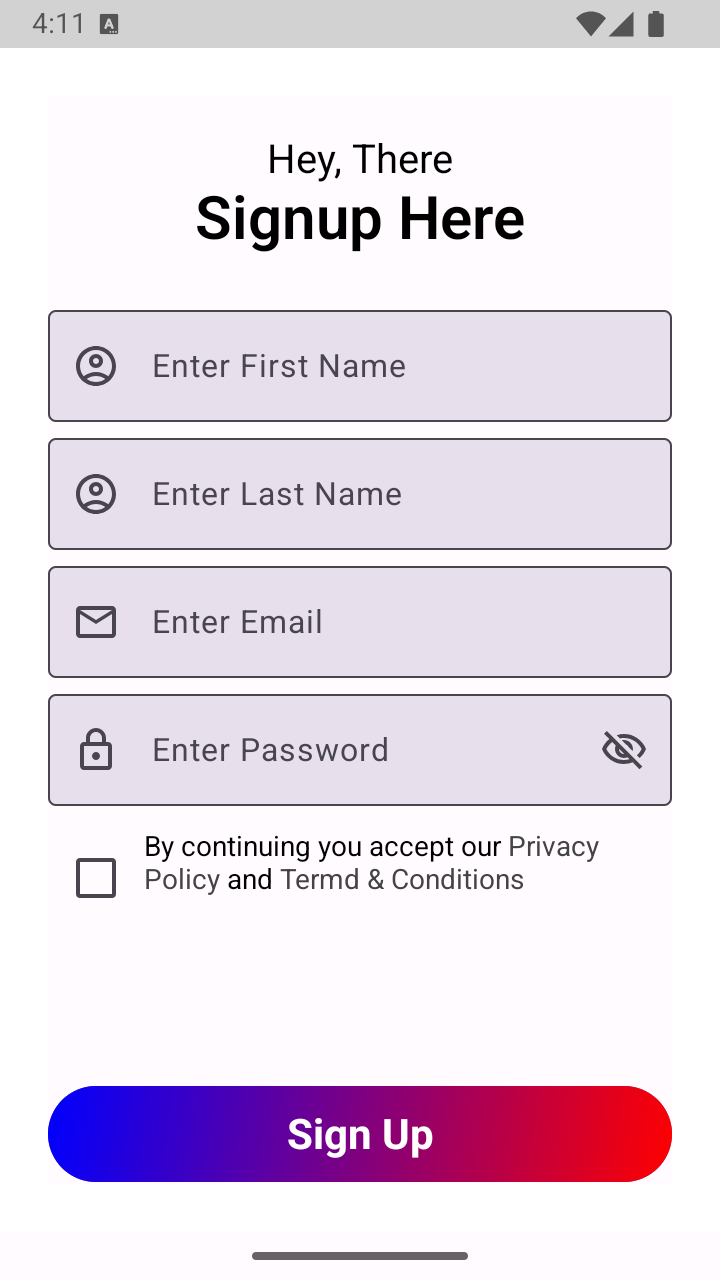 4:11
Hey, There
Signup Here
Enter First Name
Enter Last Name
Enter Email
Enter Password
By continuing you accept our Privacy
Policy and Termd & Conditions
Sign Up